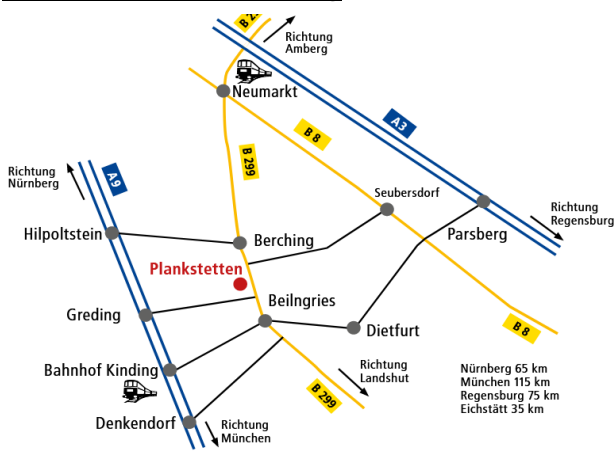 B 2
Richtung
Amberg
Neumarkt
A3
B 8
B 299
Richtung
Nürnberg
A9
Seubersdorf
Richtung
Regensburg
Hilpoltstein
Berching
Parsberg
Plankstetten
Beilngries
Greding
Dietfurt
B 8
Bahnhof Kinding
Richtung
Landshut
Nürnberg 65 km
München 115 km
Regensburg 75 km
Eichstätt 35 km
B 299
Denkendorf
Richtung
München